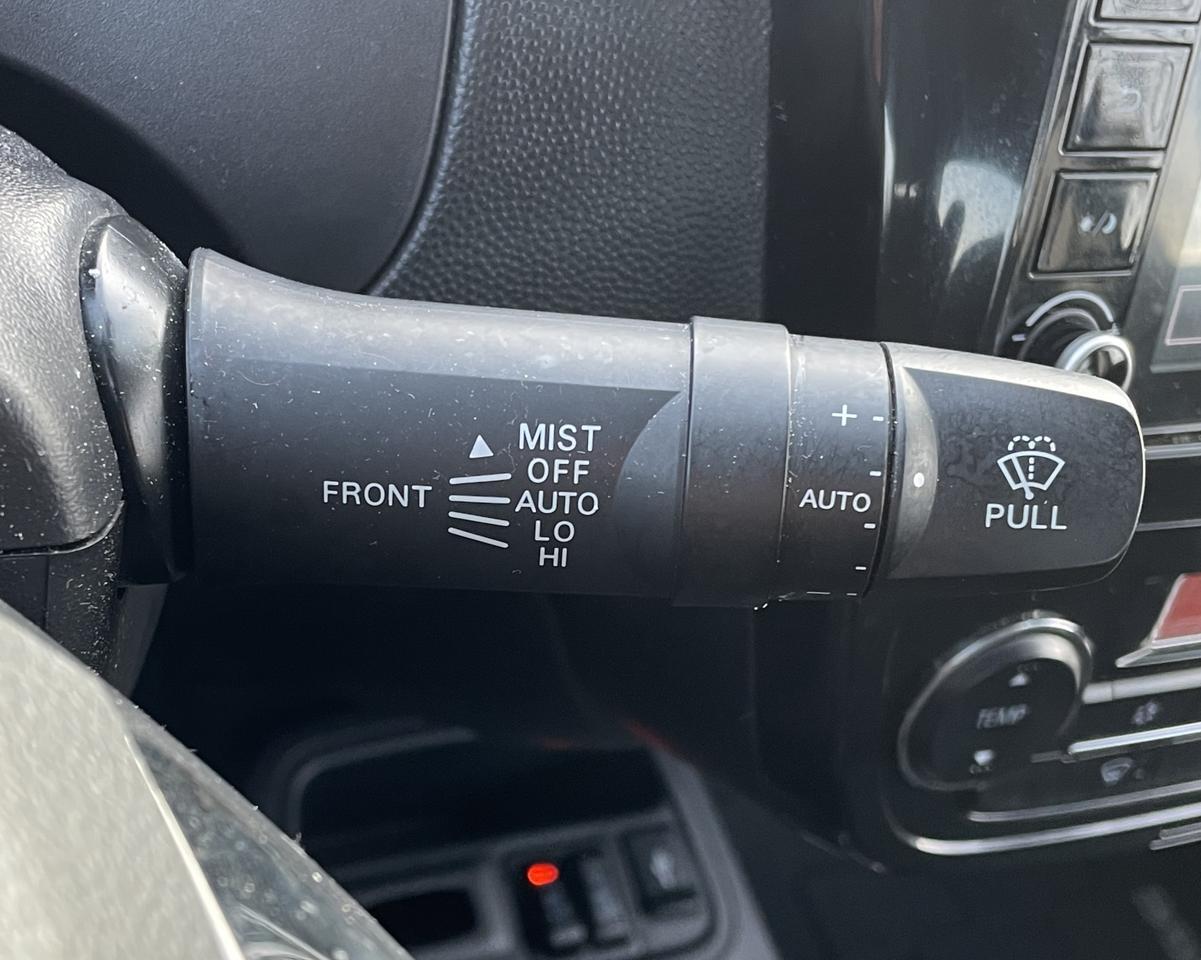 MIST
OFF
FRONT
AUTO
LO
HI
+
AUTO
-
PULL
TEMP